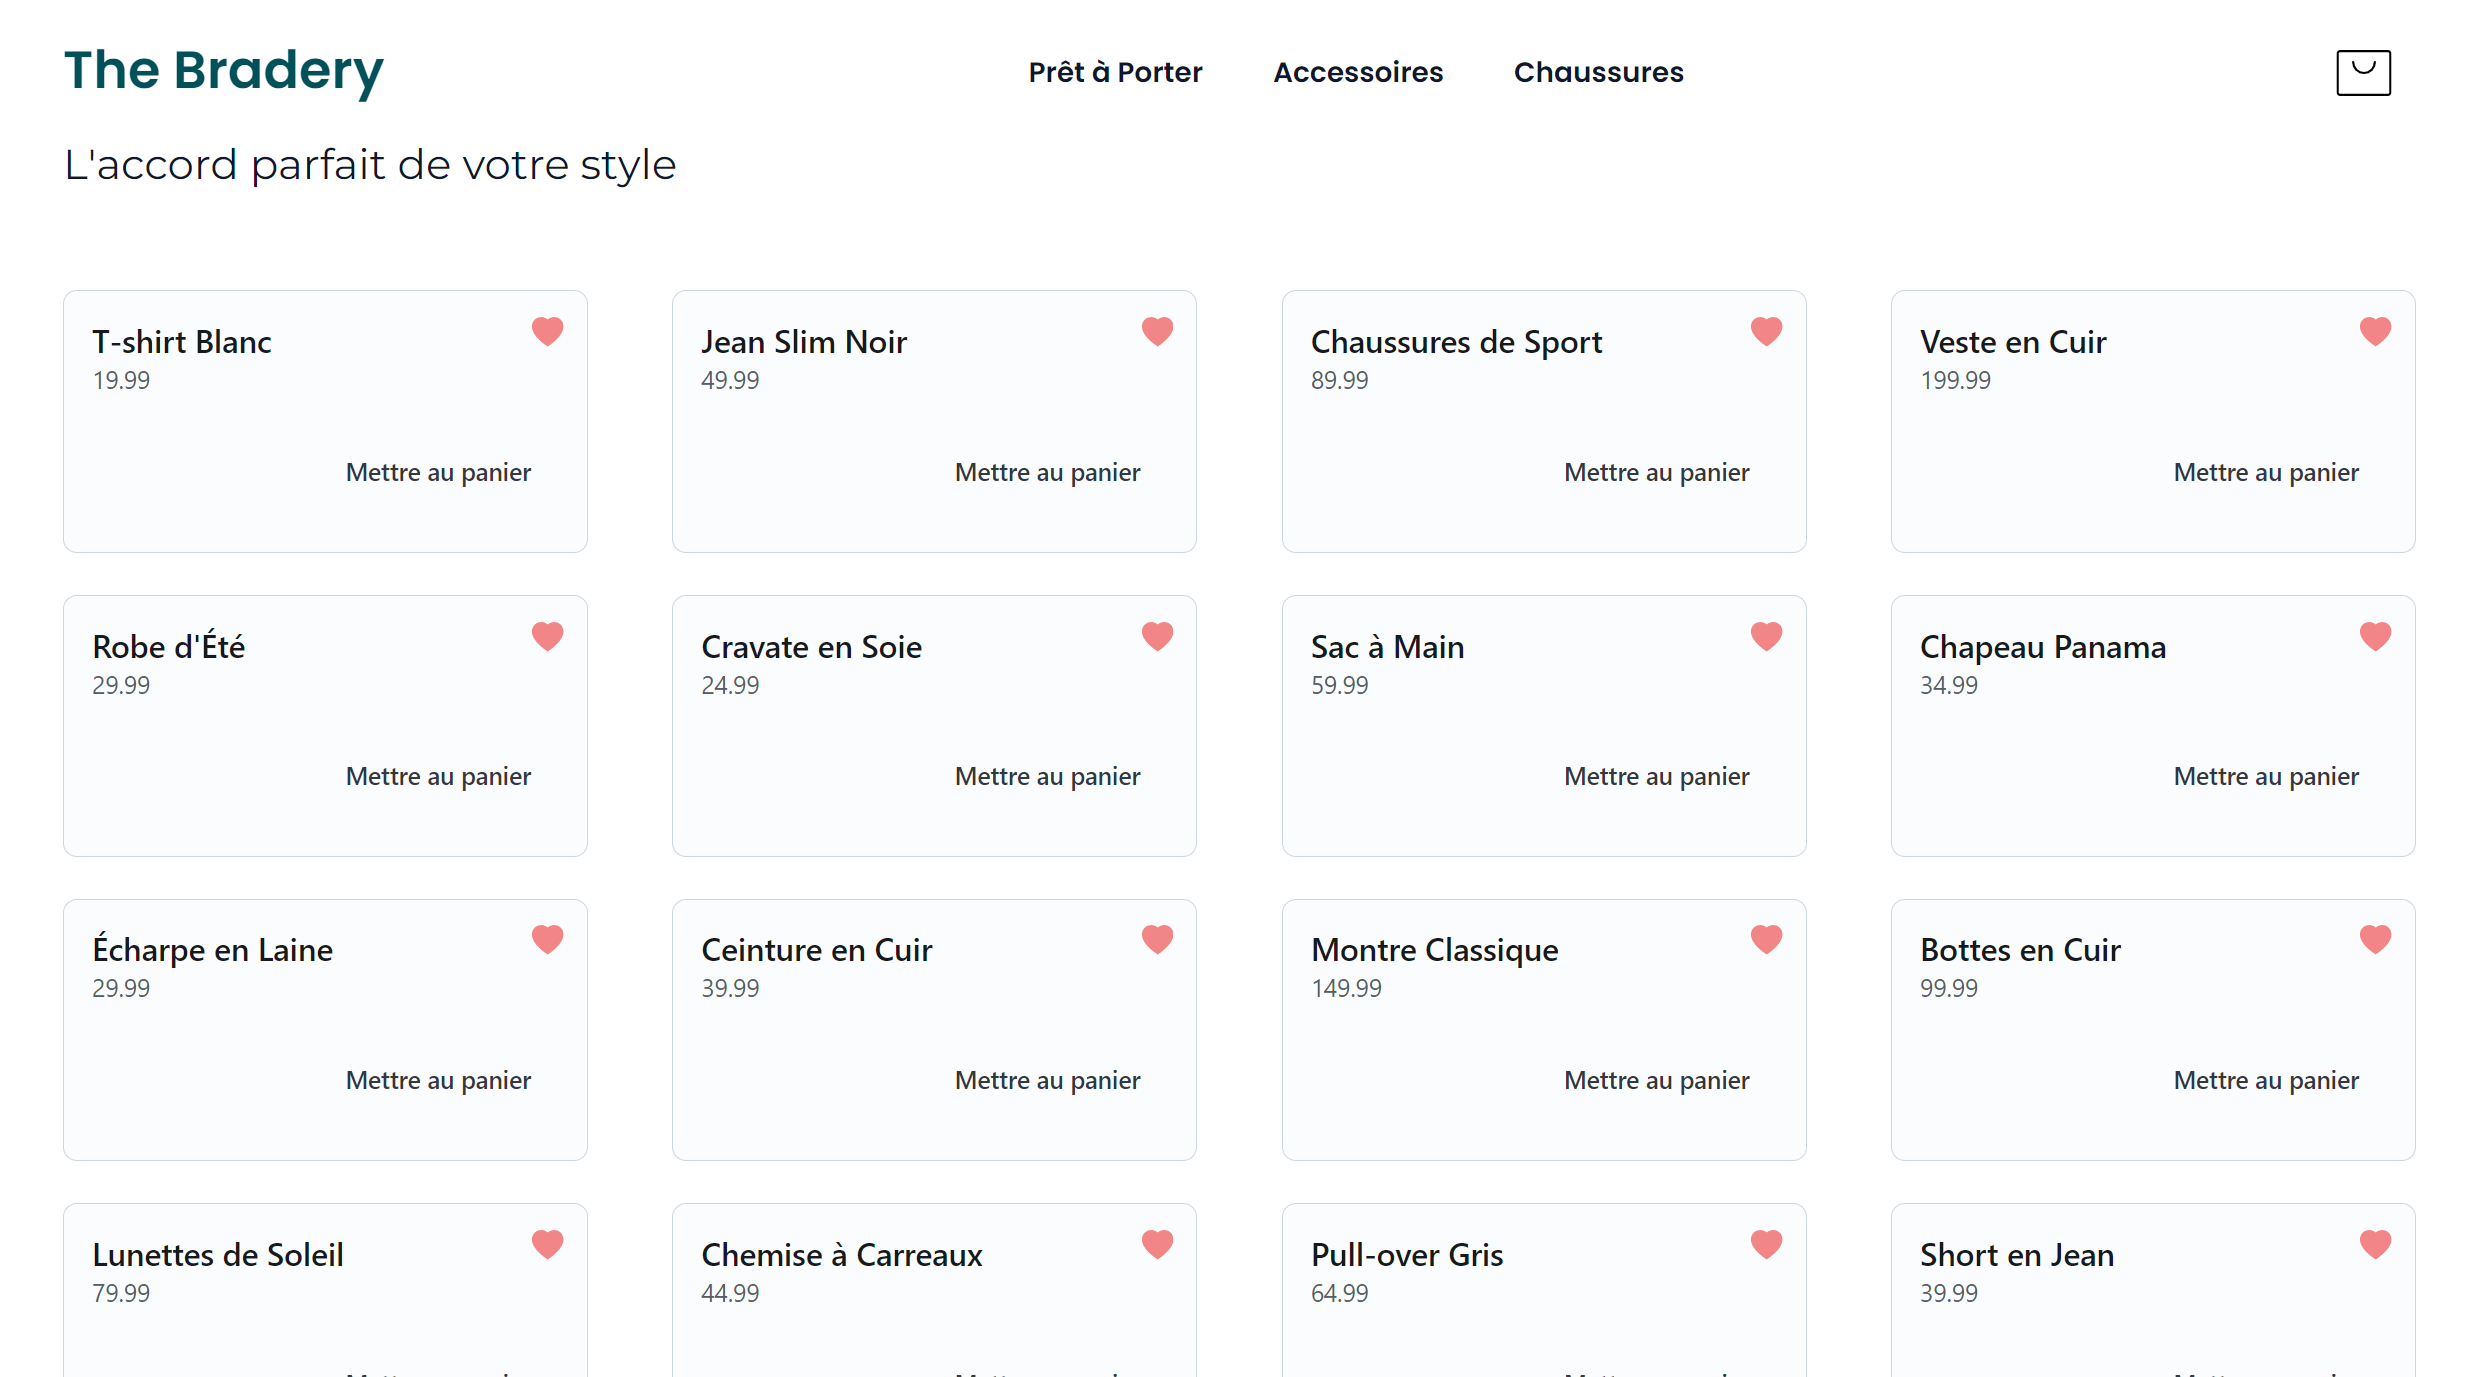 The Bradery
Prêt à Porter
Accessoires
Chaussures
L'accord parfait de votre style
T-shirt Blanc
19.99
Mettre au panier
Jean Slim Noir
49.99
Mettre au panier
Chaussures de Sport
89.99
Mettre au panier
Veste en Cuir
199.99
Mettre au panier
Robe d'Été
29.99
Mettre au panier
Cravate en Soie
24.99
Mettre au panier
Sac à Main
59.99
Mettre au panier
Chapeau Panama
34.99
Mettre au panier
Écharpe en Laine
29.99
Mettre au panier
Ceinture en Cuir
39.99
Mettre au panier
Montre Classique
149.99
Mettre au panier
Bottes en Cuir
99.99
Mettre au panier
Lunettes de Soleil
79.99
Chemise à Carreaux
44.99
Pull-over Gris
64.99
Short en Jean
39.99